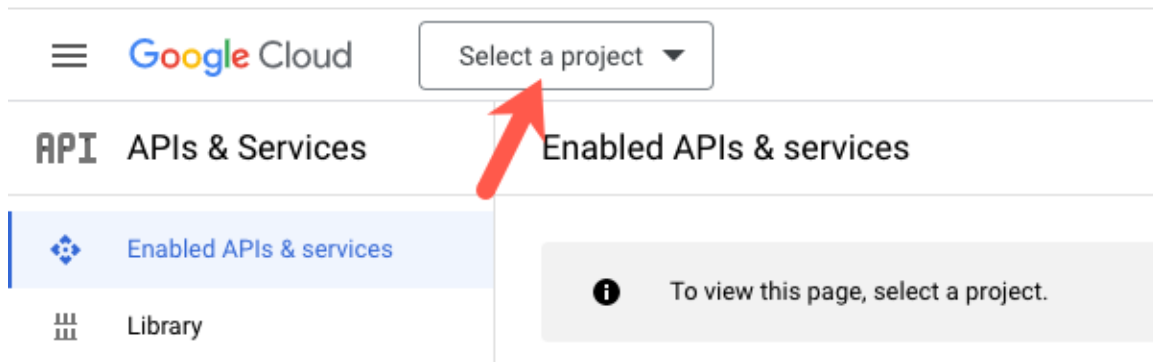 Google Cloud
Select a project
API APIs & Services
Enabled APIs & services
Enabled APIs & services
To view this page, select a project.
Library